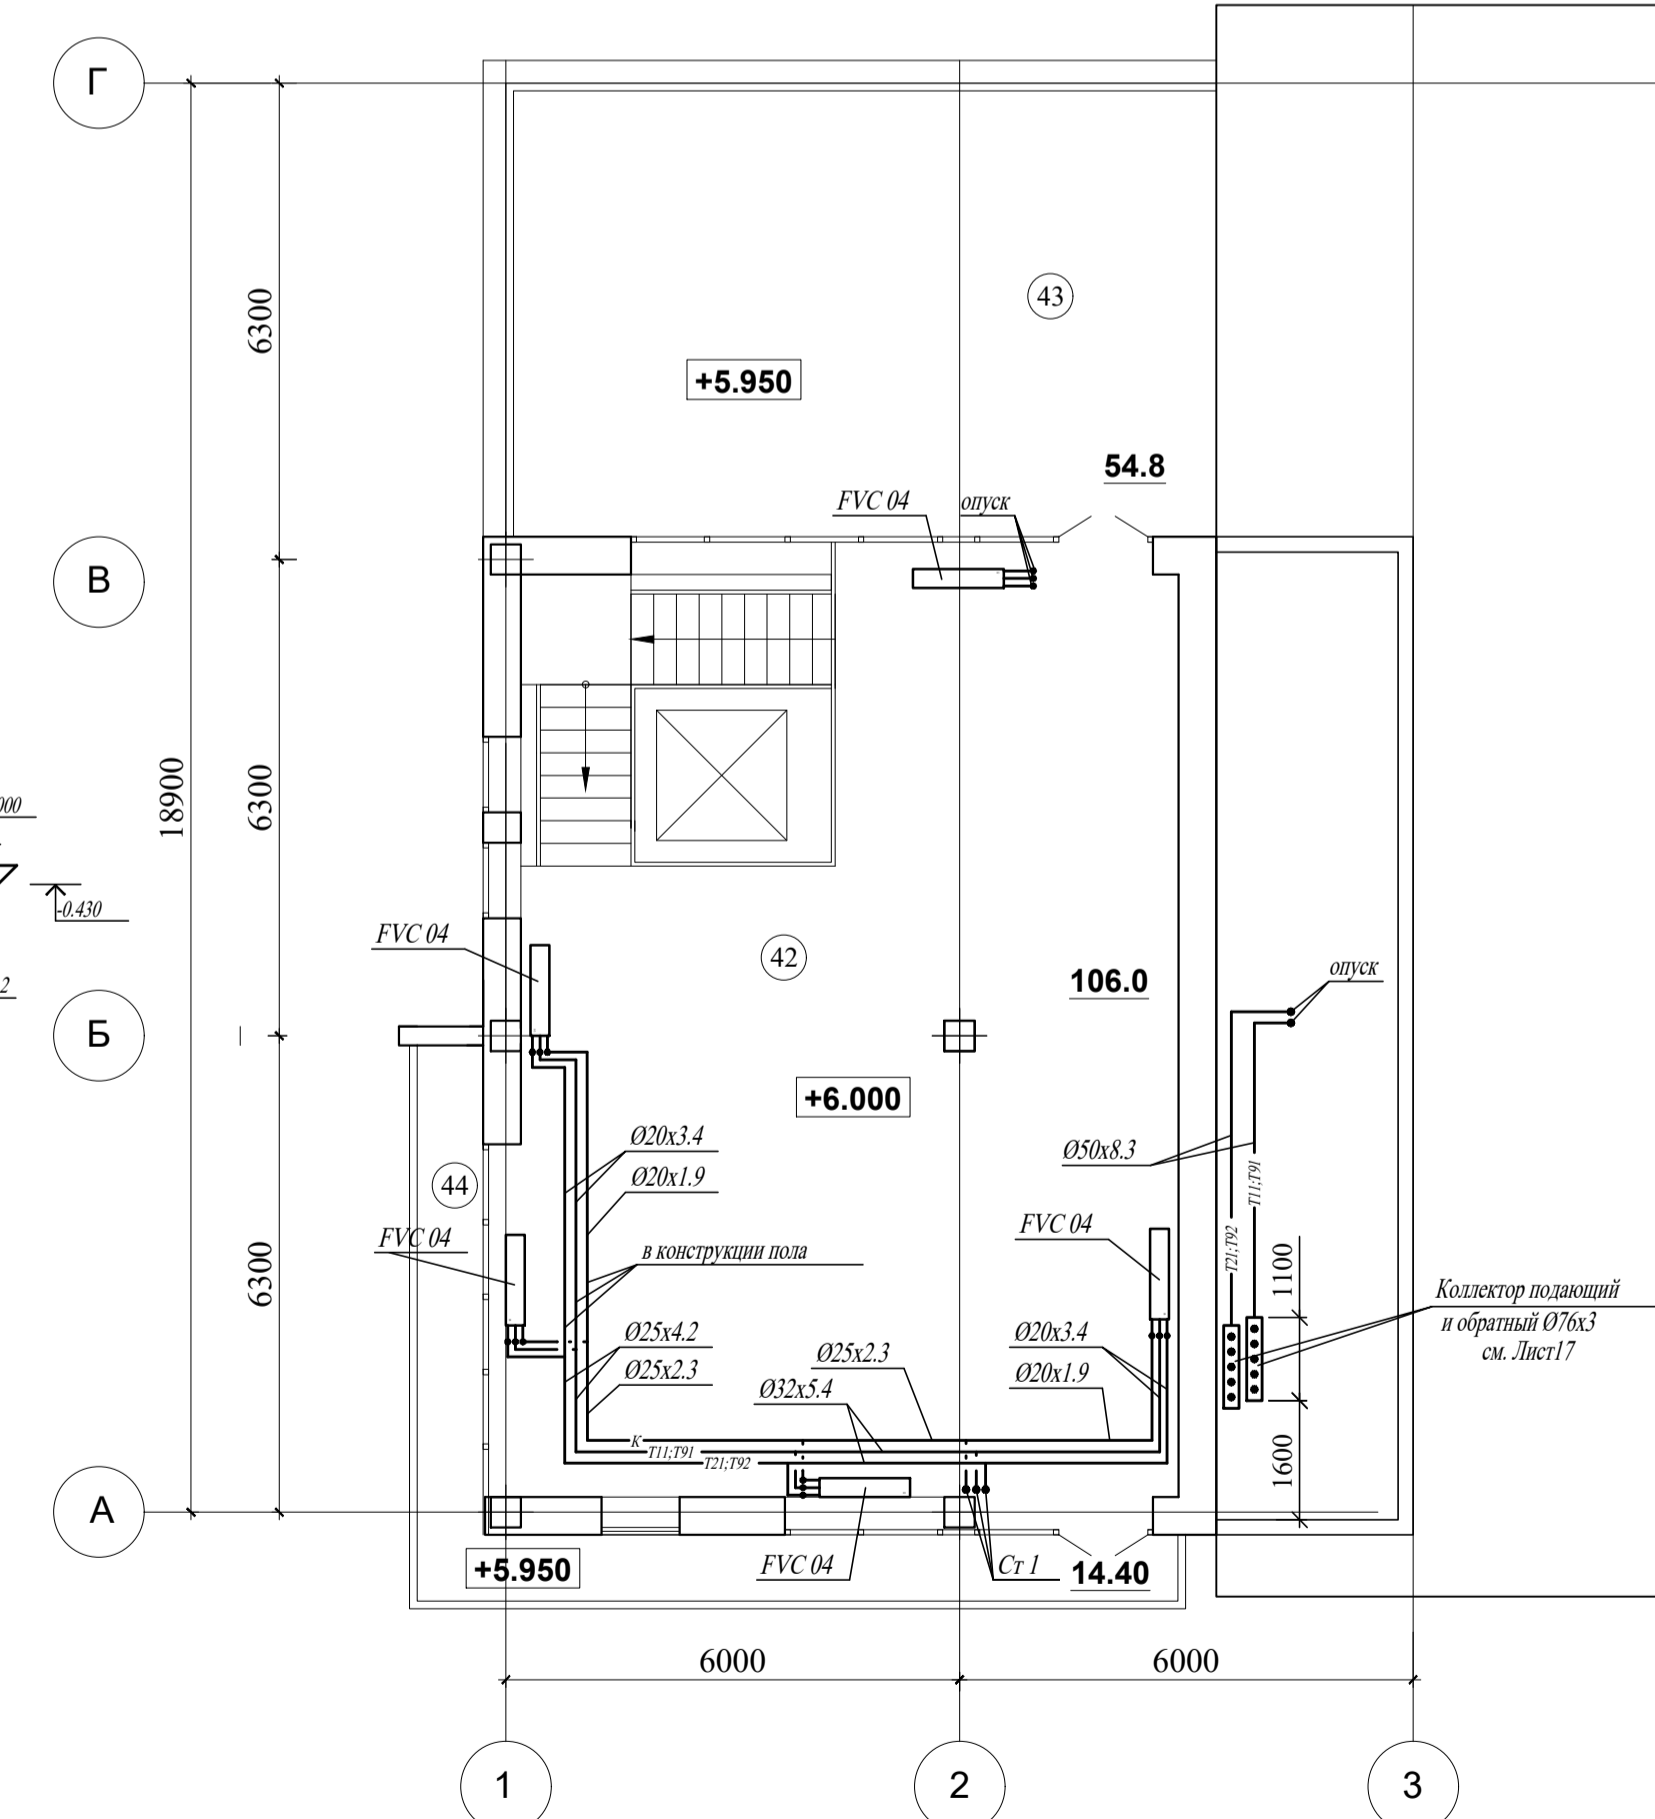 Г
6300
43
+5.950
54.8
FVC 04
опуск
В
18900
6300
000
-0.430
2
FVC 04
42
106.0
опуск
Б
+6.000
Ø20x3.4
Ø20x1.9
Ø50x8.3
44
T11;T91
T21;T92
FVC 04
FVC 04
в конструкции пола
6300
1100
Коллектор подающий
и обратный Ø76x3
см. Лист17
Ø25x4.2
Ø25x2.3
Ø25x2.3
Ø32x5.4
Ø20x3.4
Ø20x1.9
К
T11;T91
T21;T92
1600
А
+5.950
FVC 04
Ст 1
14.40
6000
6000
1
2
3